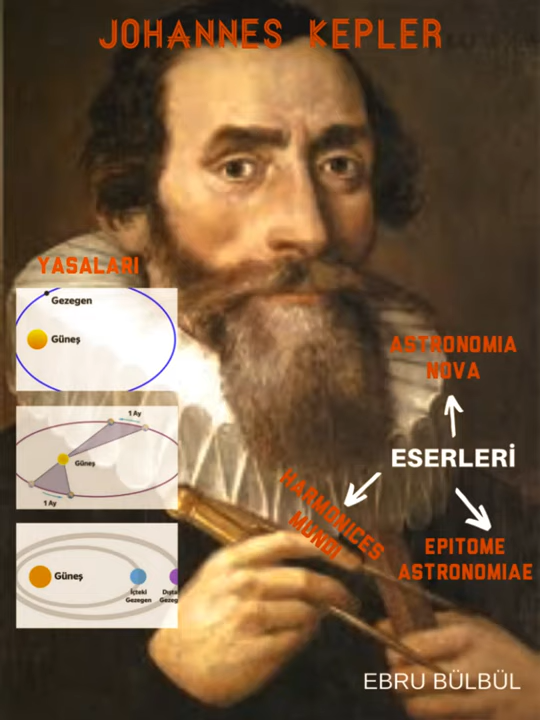 JOHANNES KEPLER
YASALARI
Gezegen
Güneş
1 Ay
Güneş
1 Ay
Güneş
İçteki
Gezegen
Gezeg
ASTRONOMIA
NOVA
ESERLERİ
HARMONICES
MUNDI
EPITOME
ASTRONOMIAE
EBRU BÜLBÜL